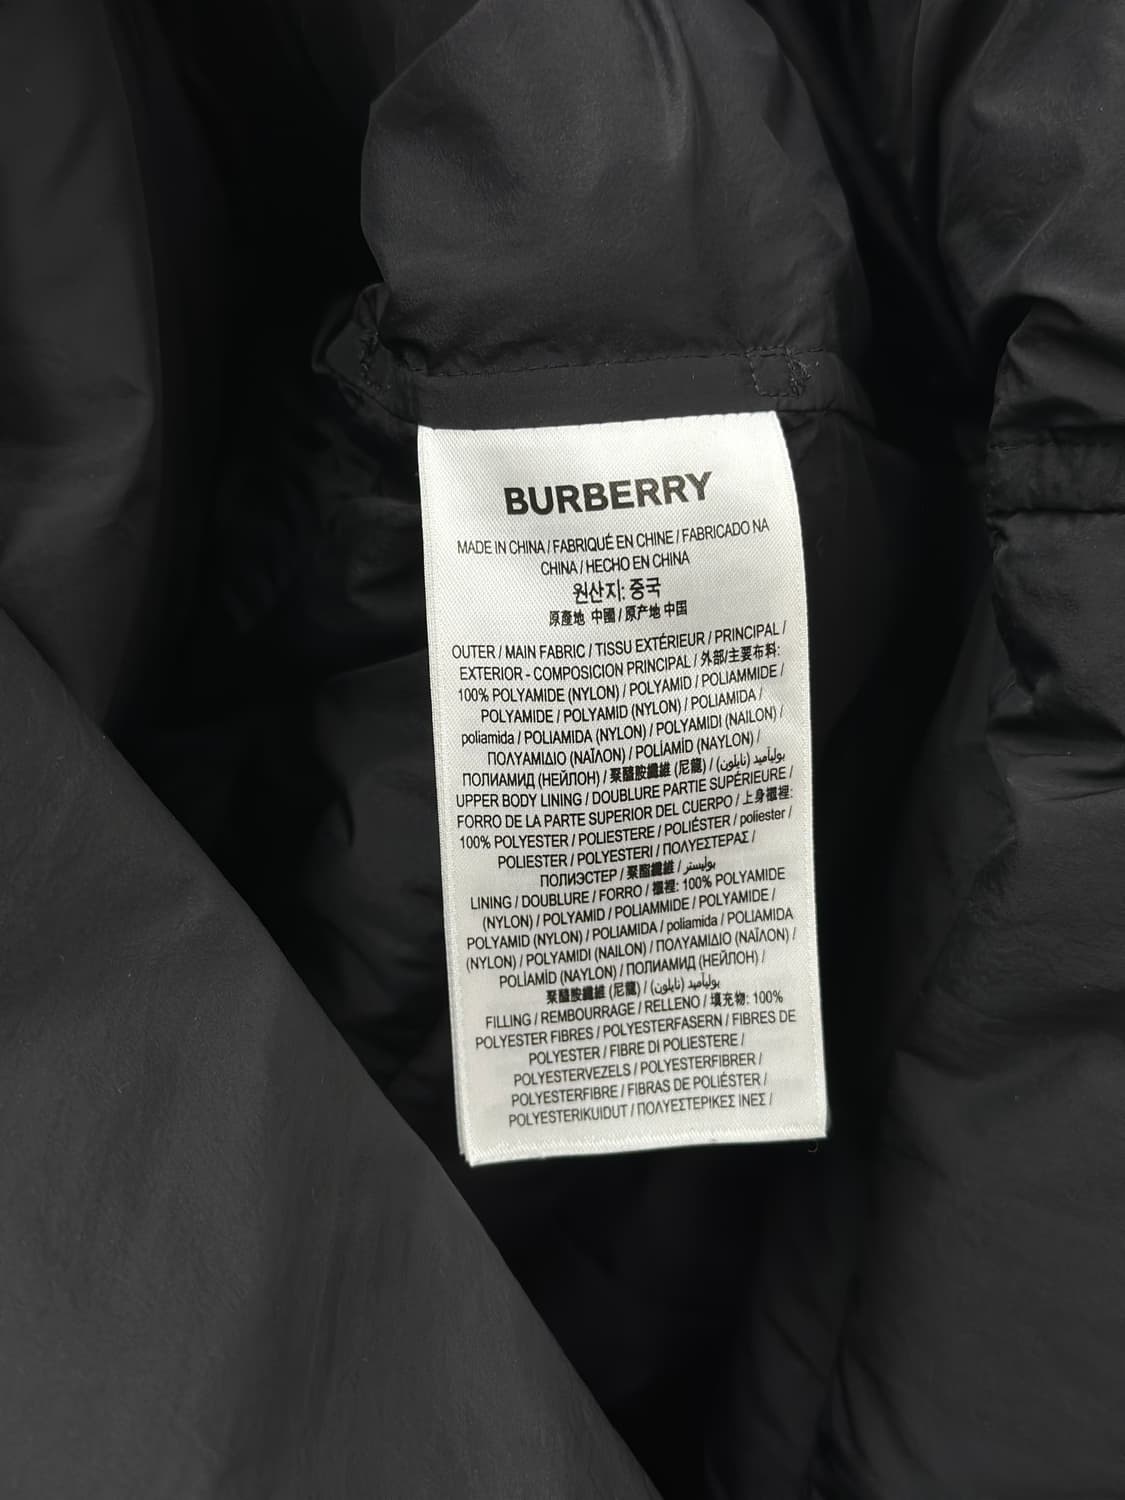 BURBERRY
MADE IN CHINA / FABRIQUÉ EN CHINE / FABRICADO NA
CHINA / HECHO EN CHINA
원산지: 중국
原產地 中國 / 原产地 中国
OUTER / MAIN FABRIC / TISSU EXTÉRIEUR / PRINCIPAL /
EXTERIOR - COMPOSICION PRINCIPAL / 外部/主要布料:
100% POLYAMIDE (NYLON) / POLYAMID / POLIAMMIDE /
POLYAMIDE / POLYAMID (NYLON) / POLIAMIDA /
poliamida / POLIAMIDA (NYLON) / POLYAMIDI (NAILON) /
ΠΟΛΥΑΜΙΔΙΟ (ΝΑΪΛΟΝ) / POLİAMİD (NAYLON) /
ПОЛИАМИД (НЕЙЛОН) / 聚醯胺纖維 (尼龍) / بوليأميد (نايلون) /
UPPER BODY LINING / DOUBLURE PARTIE SUPÉRIEURE /
FORRO DE LA PARTE SUPERIOR DEL CUERPO / 上身襯裡:
100% POLYESTER / POLIESTERE / POLIÉSTER / poliester /
POLIESTER / POLYESTERI / ΠΟΛΥΕΣΤΕΡΑΣ /
ПОЛИЭСТЕР / 聚酯纖維 / بوليستر /
LINING / DOUBLURE / FORRO / 襯裡: 100% POLYAMIDE
(NYLON) / POLYAMID / POLIAMMIDE / POLYAMIDE /
POLYAMID (NYLON) / POLIAMIDA / poliamida / POLIAMIDA
(NYLON) / POLYAMIDI (NAILON) / ΠΟΛΥΑΜΙΔΙΟ (ΝΑΪΛΟΝ) /
POLİAMİD (NAYLON) / ПОЛИАМИД (НЕЙЛОН) /
聚醯胺纖維 (尼龍) / بوليأميد (نايلون) /
FILLING / REMBOURRAGE / RELLENO / 填充物: 100%
POLYESTER FIBRES / POLYESTERFASERN / FIBRES DE
POLYESTER / FIBRE DI POLIESTERE /
POLYESTERVEZELS / POLYESTERFIBRER /
POLYESTERFIBRE / FIBRAS DE POLIÉSTER /
POLYESTERIKUIDUT / ΠΟΛΥΕΣΤΕΡΙΚΕΣ ΙΝΕΣ /